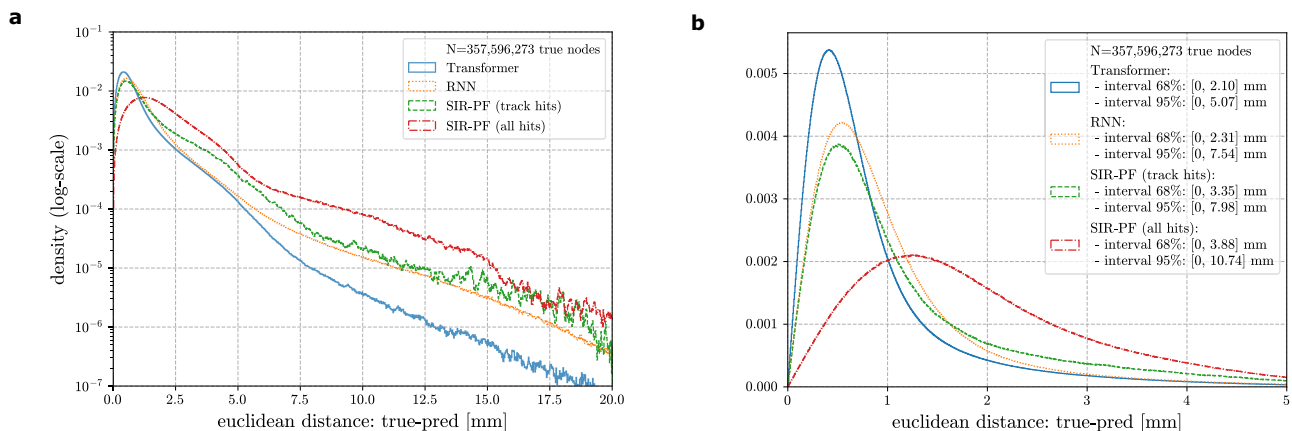 a
density (log-scale)
10⁻¹
10⁻²
10⁻³
10⁻⁴
10⁻⁵
10⁻⁶
10⁻⁷
0.0 2.5 5.0 7.5 10.0 12.5 15.0 17.5 20.0
euclidean distance: true-pred [mm]
N=357,596,273 true nodes
Transformer
RNN
SIR-PF (track hits)
SIR-PF (all hits)
b
0.005
0.004
0.003
0.002
0.001
0.000
0 1 2 3 4 5
euclidean distance: true-pred [mm]
N=357,596,273 true nodes
Transformer:
- interval 68%: [0, 2.10] mm
- interval 95%: [0, 5.07] mm
RNN:
- interval 68%: [0, 2.31] mm
- interval 95%: [0, 7.54] mm
SIR-PF (track hits):
- interval 68%: [0, 3.35] mm
- interval 95%: [0, 7.98] mm
SIR-PF (all hits):
- interval 68%: [0, 3.88] mm
- interval 95%: [0, 10.74] mm